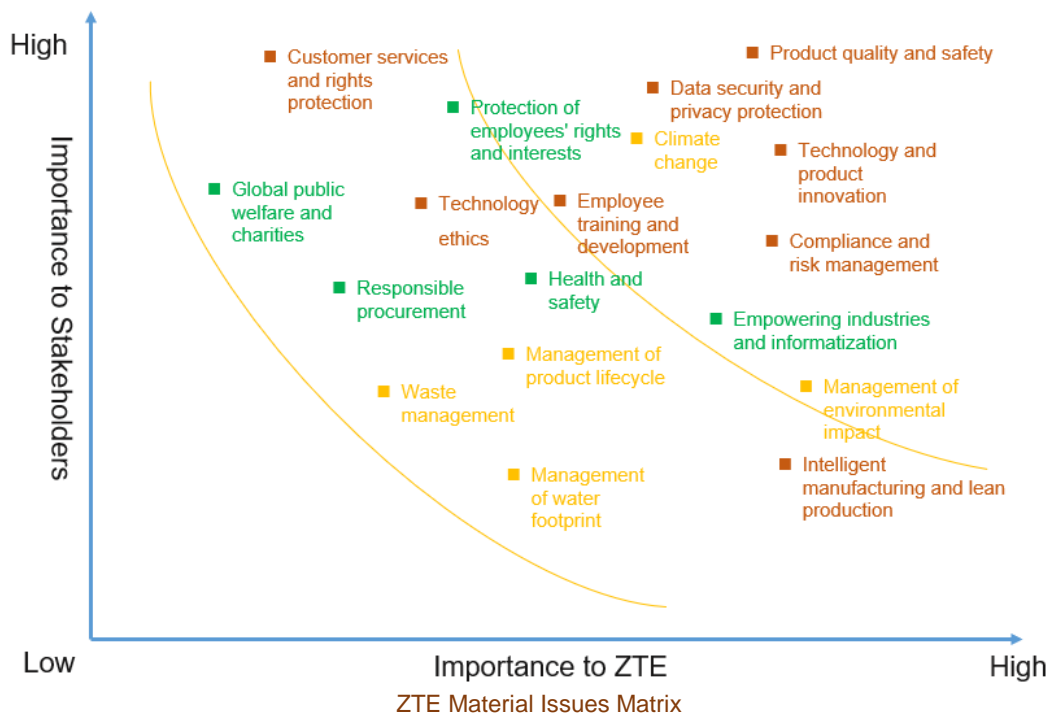 High
Importance to Stakeholders
Customer services
and rights
protection
Product quality and safety
Data security and
privacy protection
Protection of
employees' rights
and interests
Climate
change
Technology and
product
innovation
Global public
welfare and
charities
Technology
ethics
Employee
training and
development
Compliance and
risk management
Responsible
procurement
Health and
safety
Empowering industries
and informatization
Management of
product lifecycle
Waste
management
Management of
environmental
impact
Management
of water
footprint
Intelligent
manufacturing and lean
production
Low
Importance to ZTE
High
ZTE Material Issues Matrix